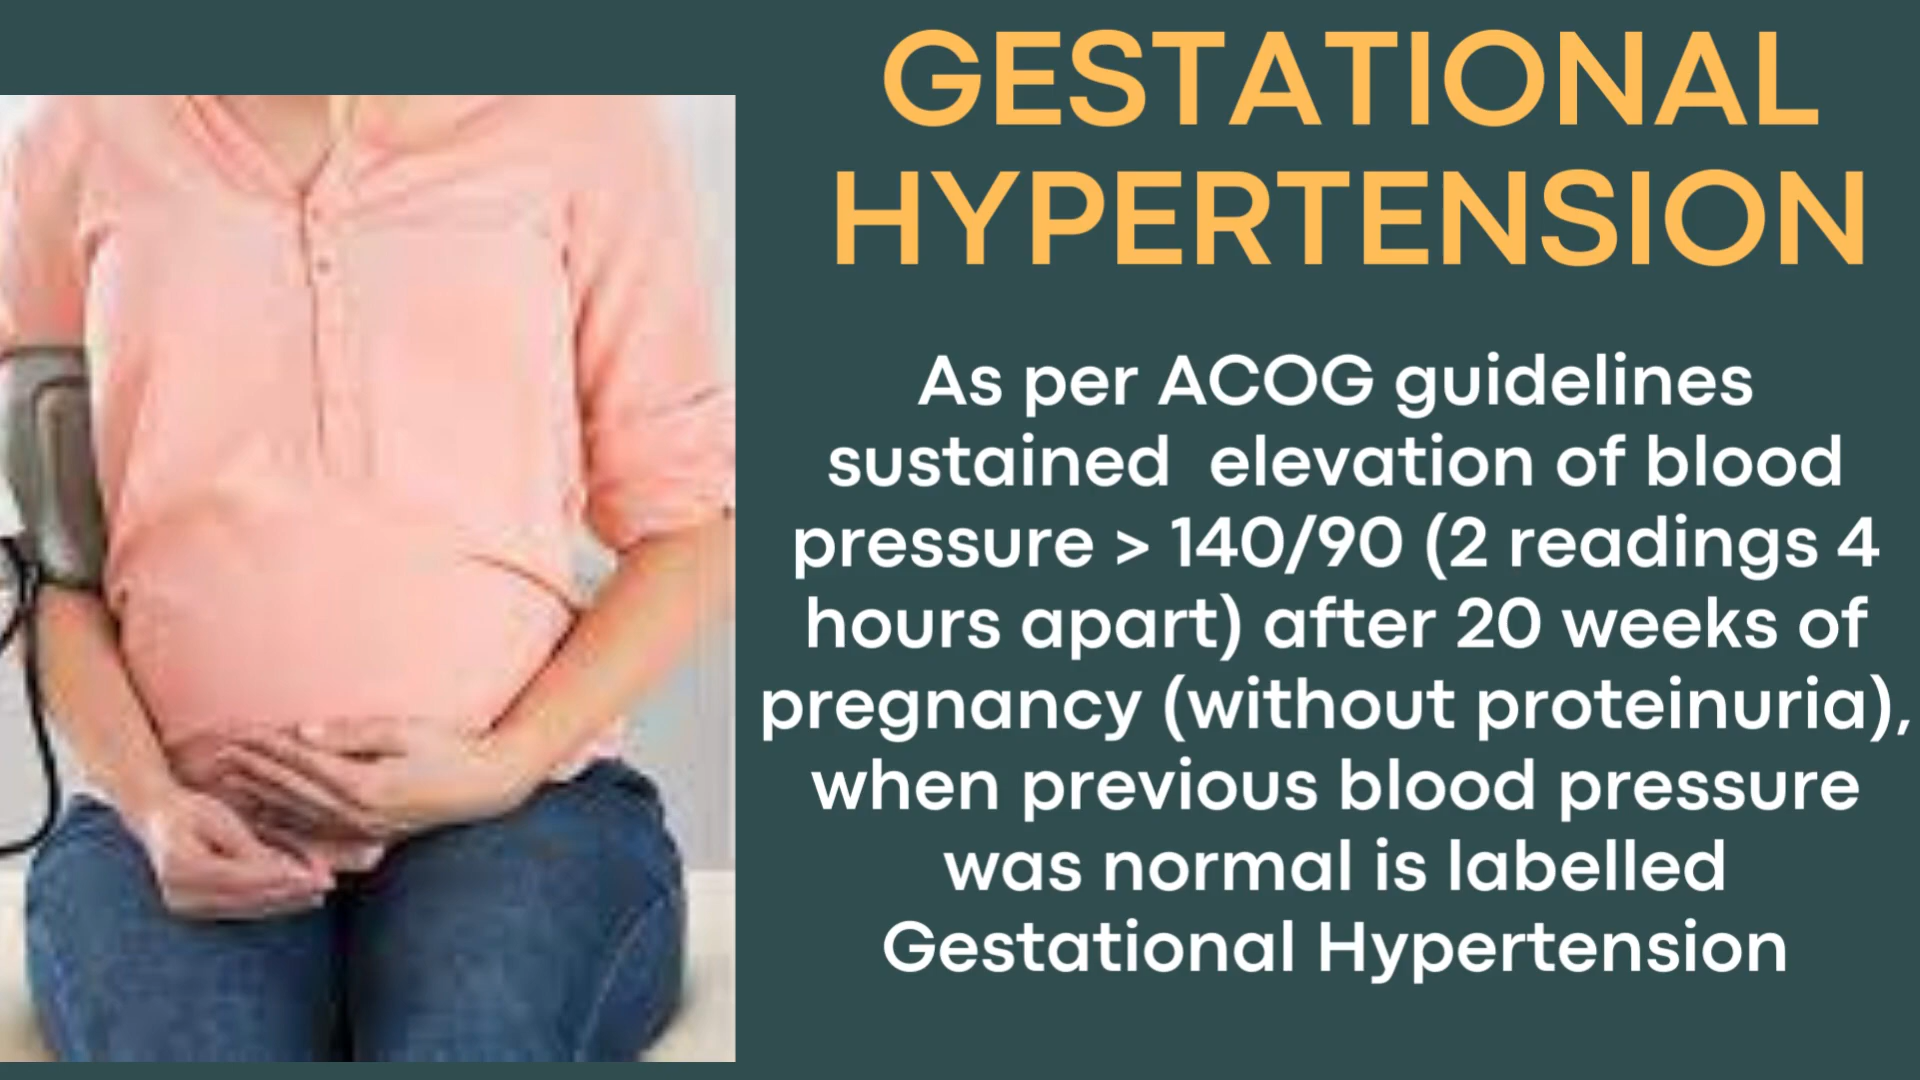 GESTATIONAL
HYPERTENSION
As per ACOG guidelines
sustained  elevation of blood
pressure > 140/90 (2 readings 4
hours apart) after 20 weeks of
pregnancy (without proteinuria),
when previous blood pressure
was normal is labelled
Gestational Hypertension